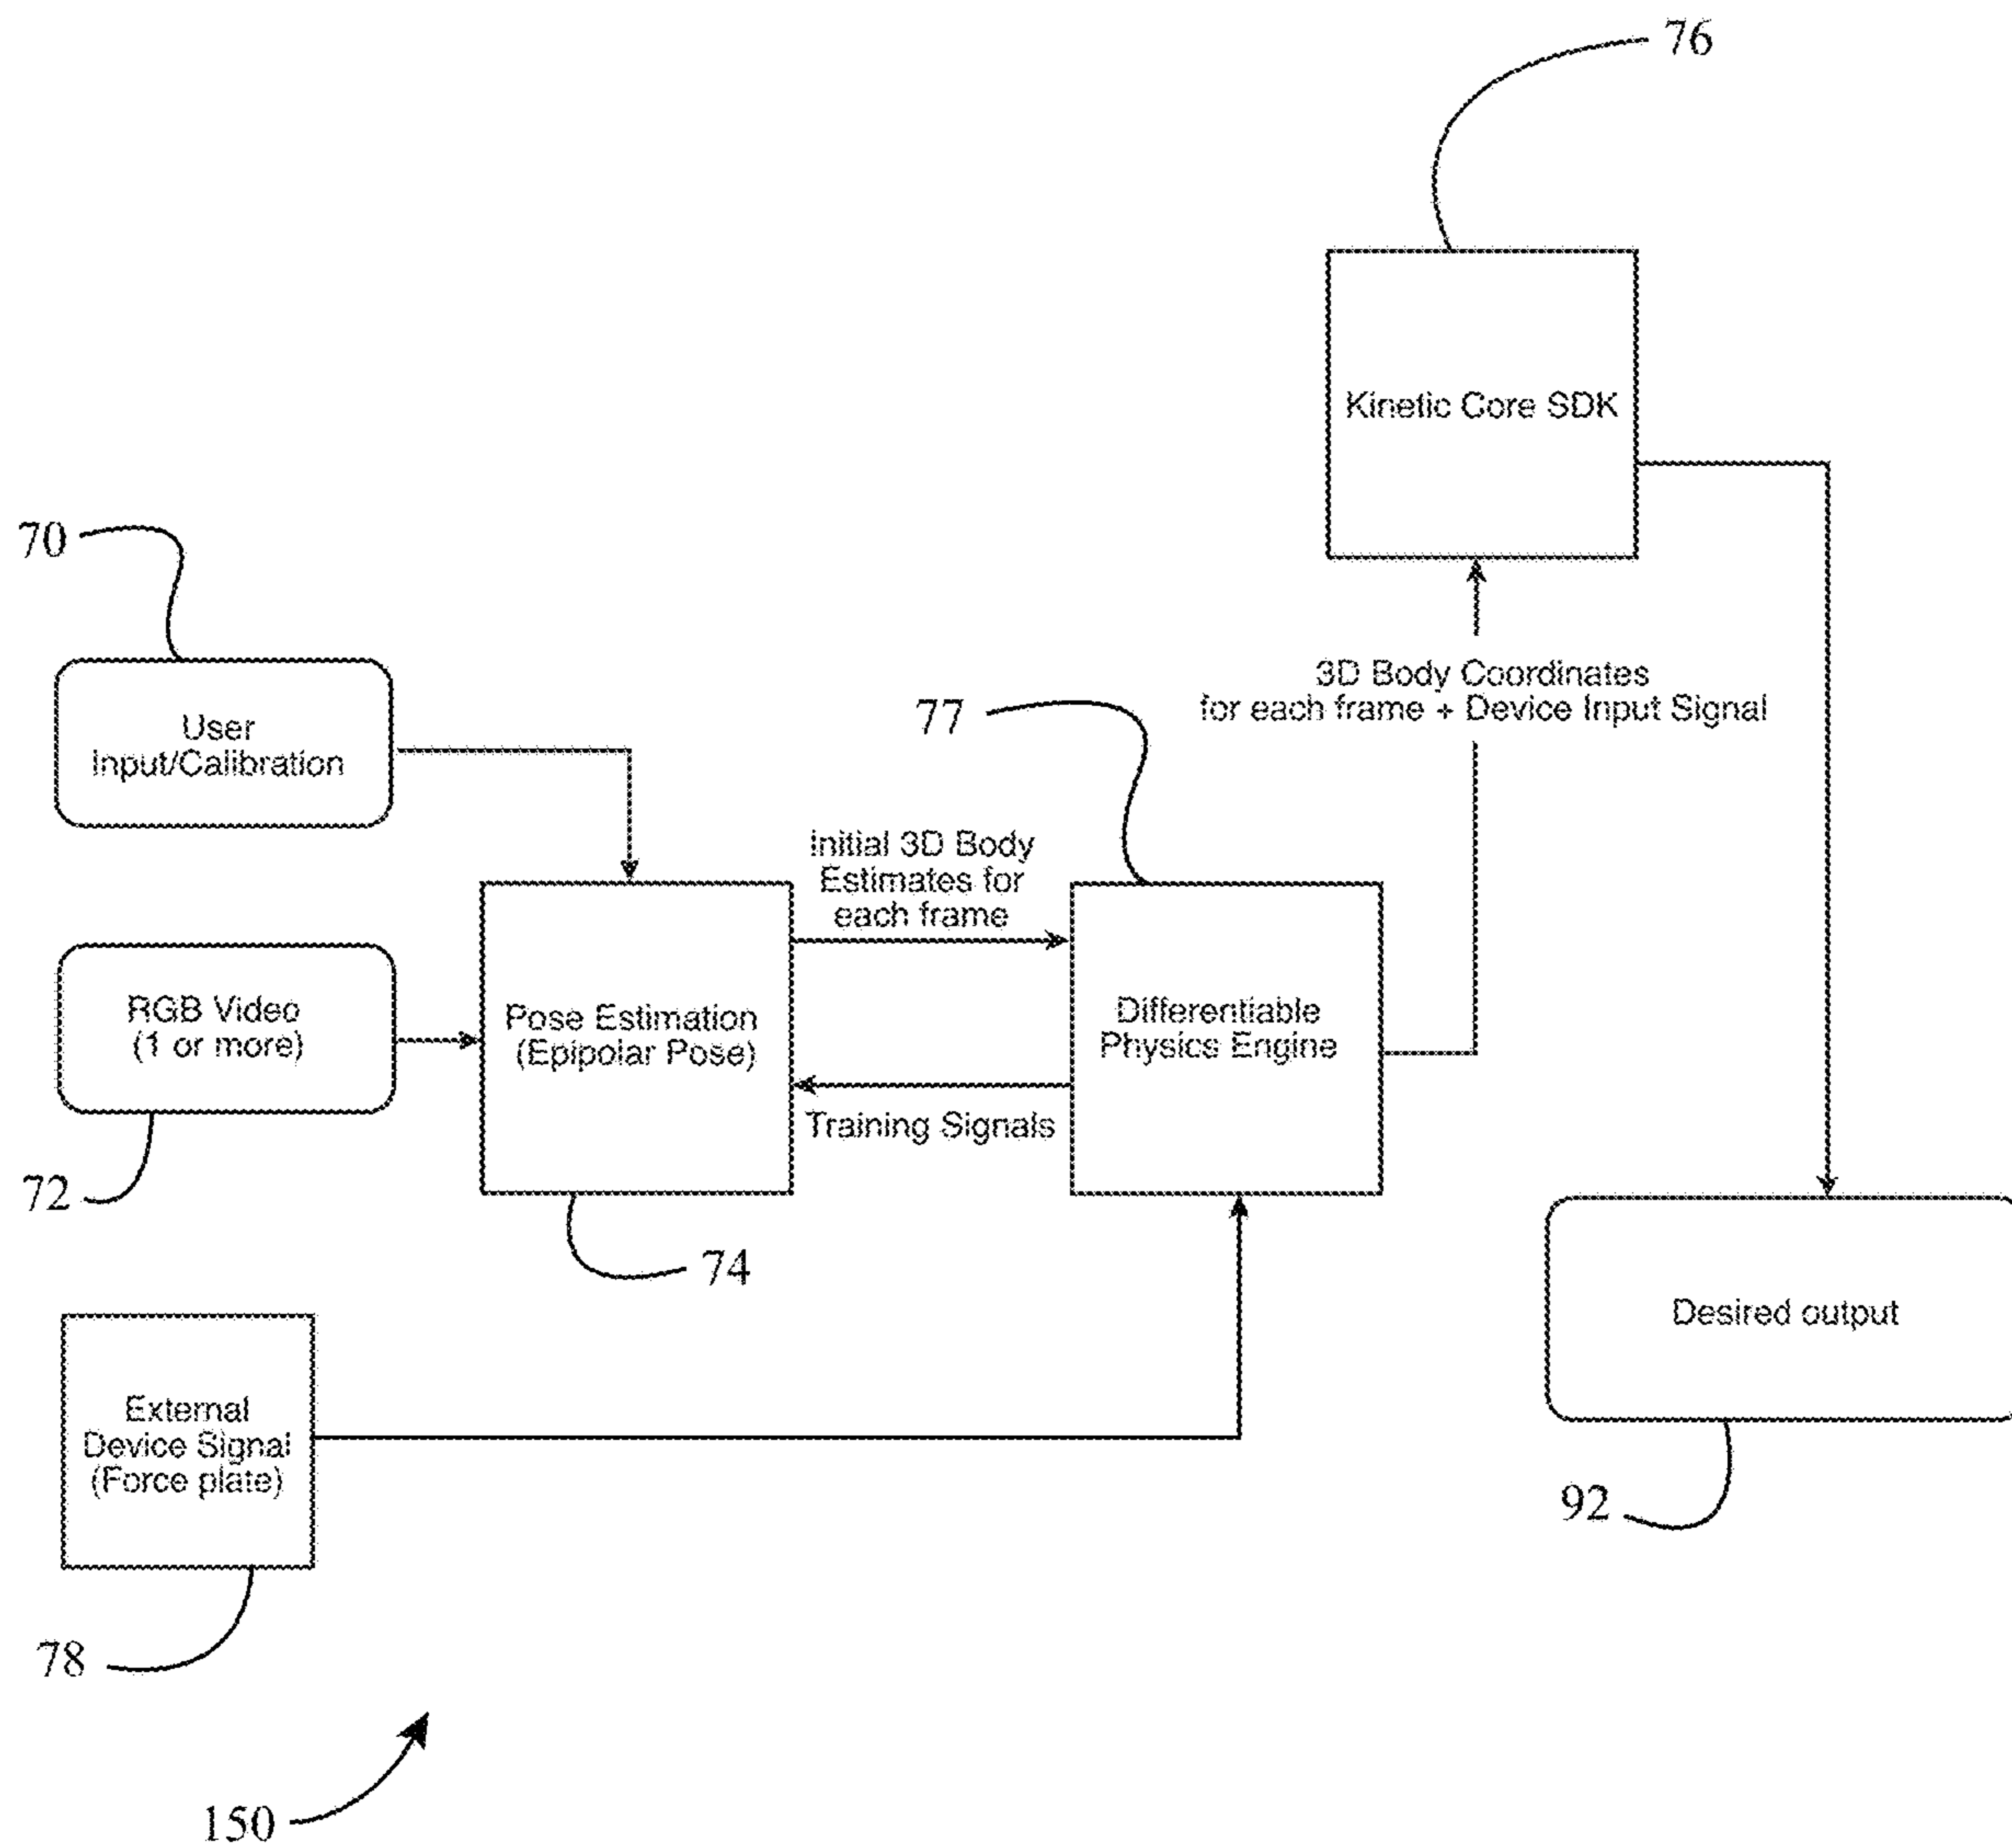 76
Kinetic Core SDK
70
User
Input/Calibration
3D Body Coordinates
for each frame + Device Input Signal
77
Initial 3D Body
Estimates for
each frame
RGB Video
(1 or more)
Pose Estimation
(Epipolar Pose)
Differentiable
Physics Engine
Training Signals
72
74
Desired output
External
Device Signal
(Force plate)
92
78
150